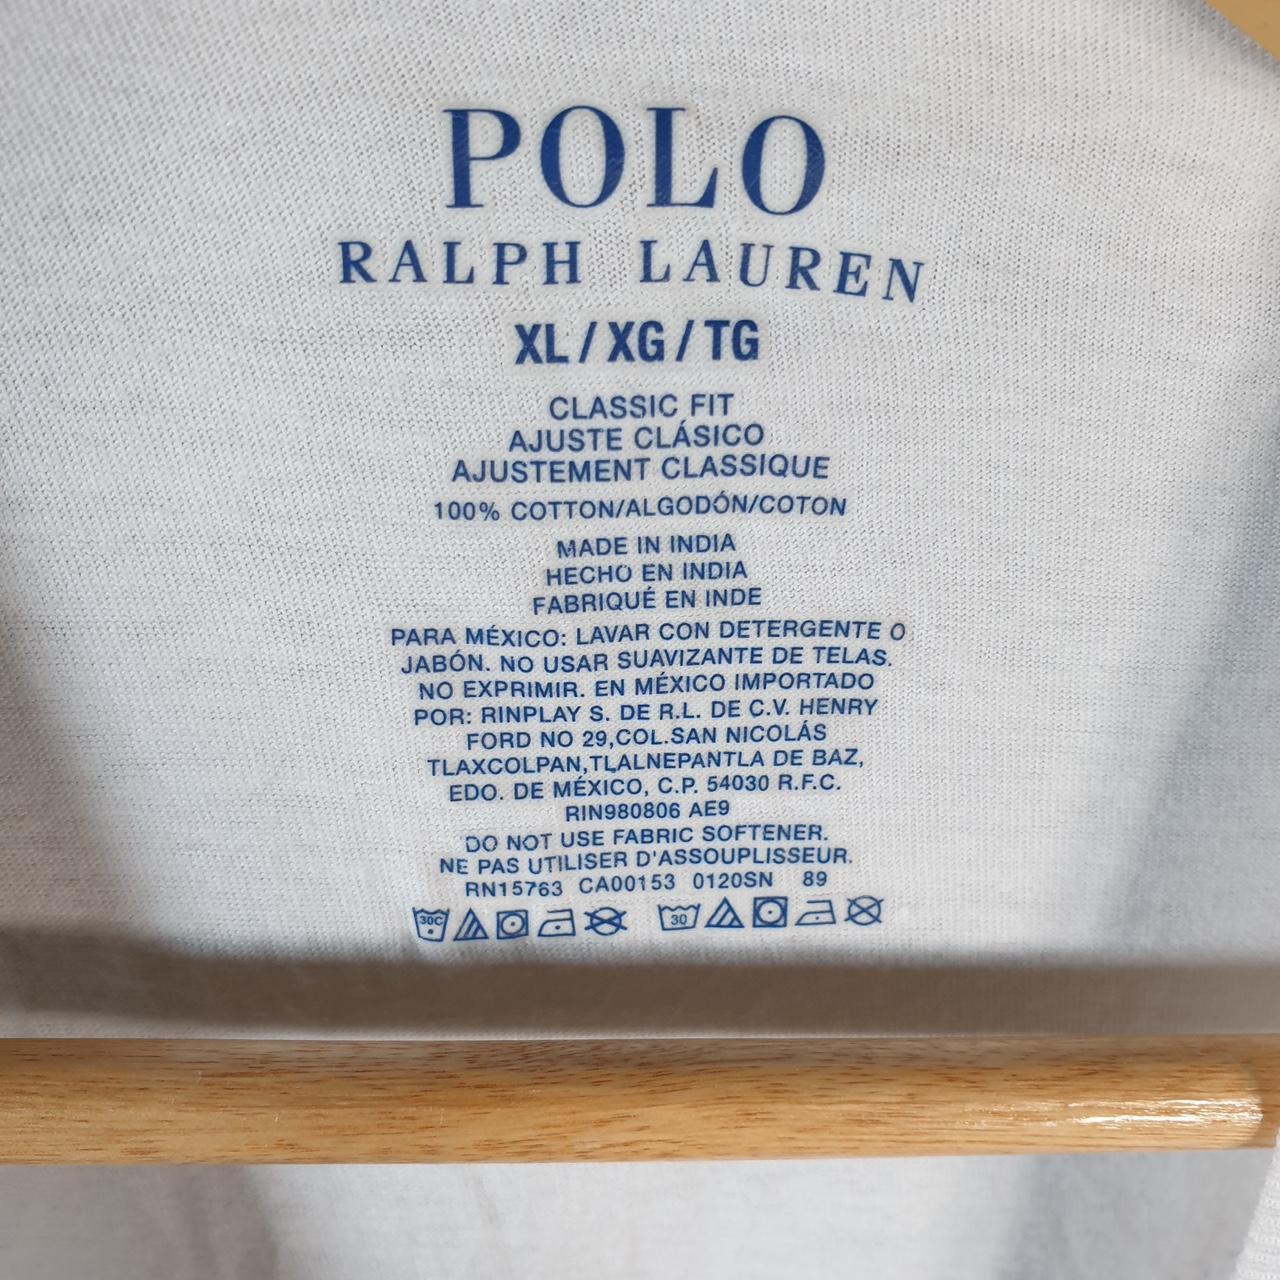 POLO
RALPH LAUREN
XL / XG / TG
CLASSIC FIT
AJUSTE CLÁSICO
AJUSTEMENT CLASSIQUE
100% COTTON/ALGODÓN/COTON
MADE IN INDIA
HECHO EN INDIA
FABRIQUÉ EN INDE
PARA MÉXICO: LAVAR CON DETERGENTE O
JABÓN. NO USAR SUAVIZANTE DE TELAS.
NO EXPRIMIR. EN MÉXICO IMPORTADO
POR: RINPLAY S. DE R.L. DE C.V. HENRY
FORD NO 29,COL.SAN NICOLÁS
TLAXCOLPAN,TLALNEPANTLA DE BAZ,
EDO. DE MÉXICO, C.P. 54030 R.F.C.
RIN980806 AE9
DO NOT USE FABRIC SOFTENER.
NE PAS UTILISER D'ASSOUPLISSEUR.
RN15763 CA00153 0120SN 89
30C 30